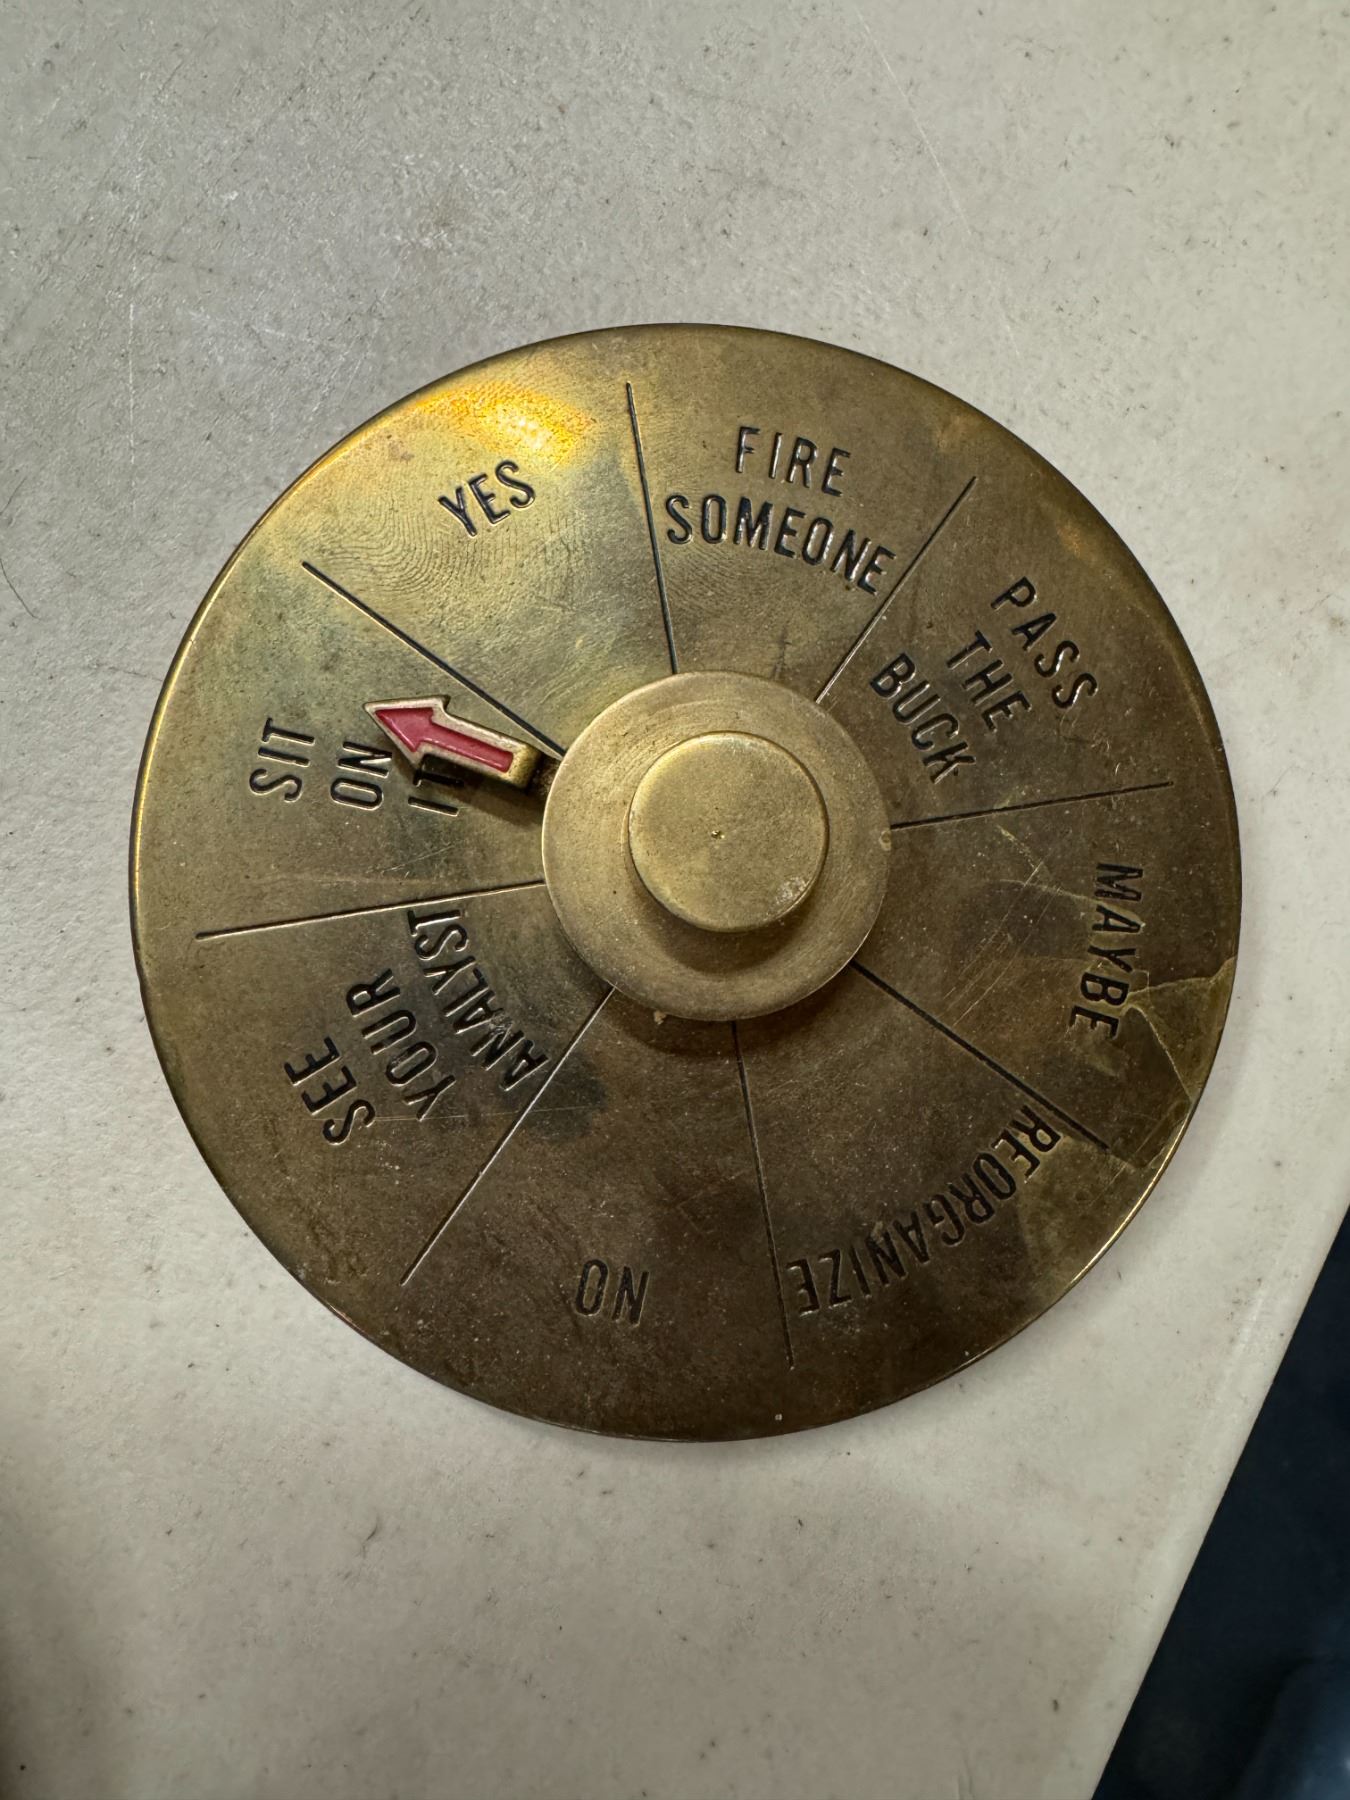 YES
FIRE
SOMEONE
PASS
THE
BUCK
MAYBE
REORGANIZE
NO
SEE
YOUR
ANALYST
SIT
ON
IT